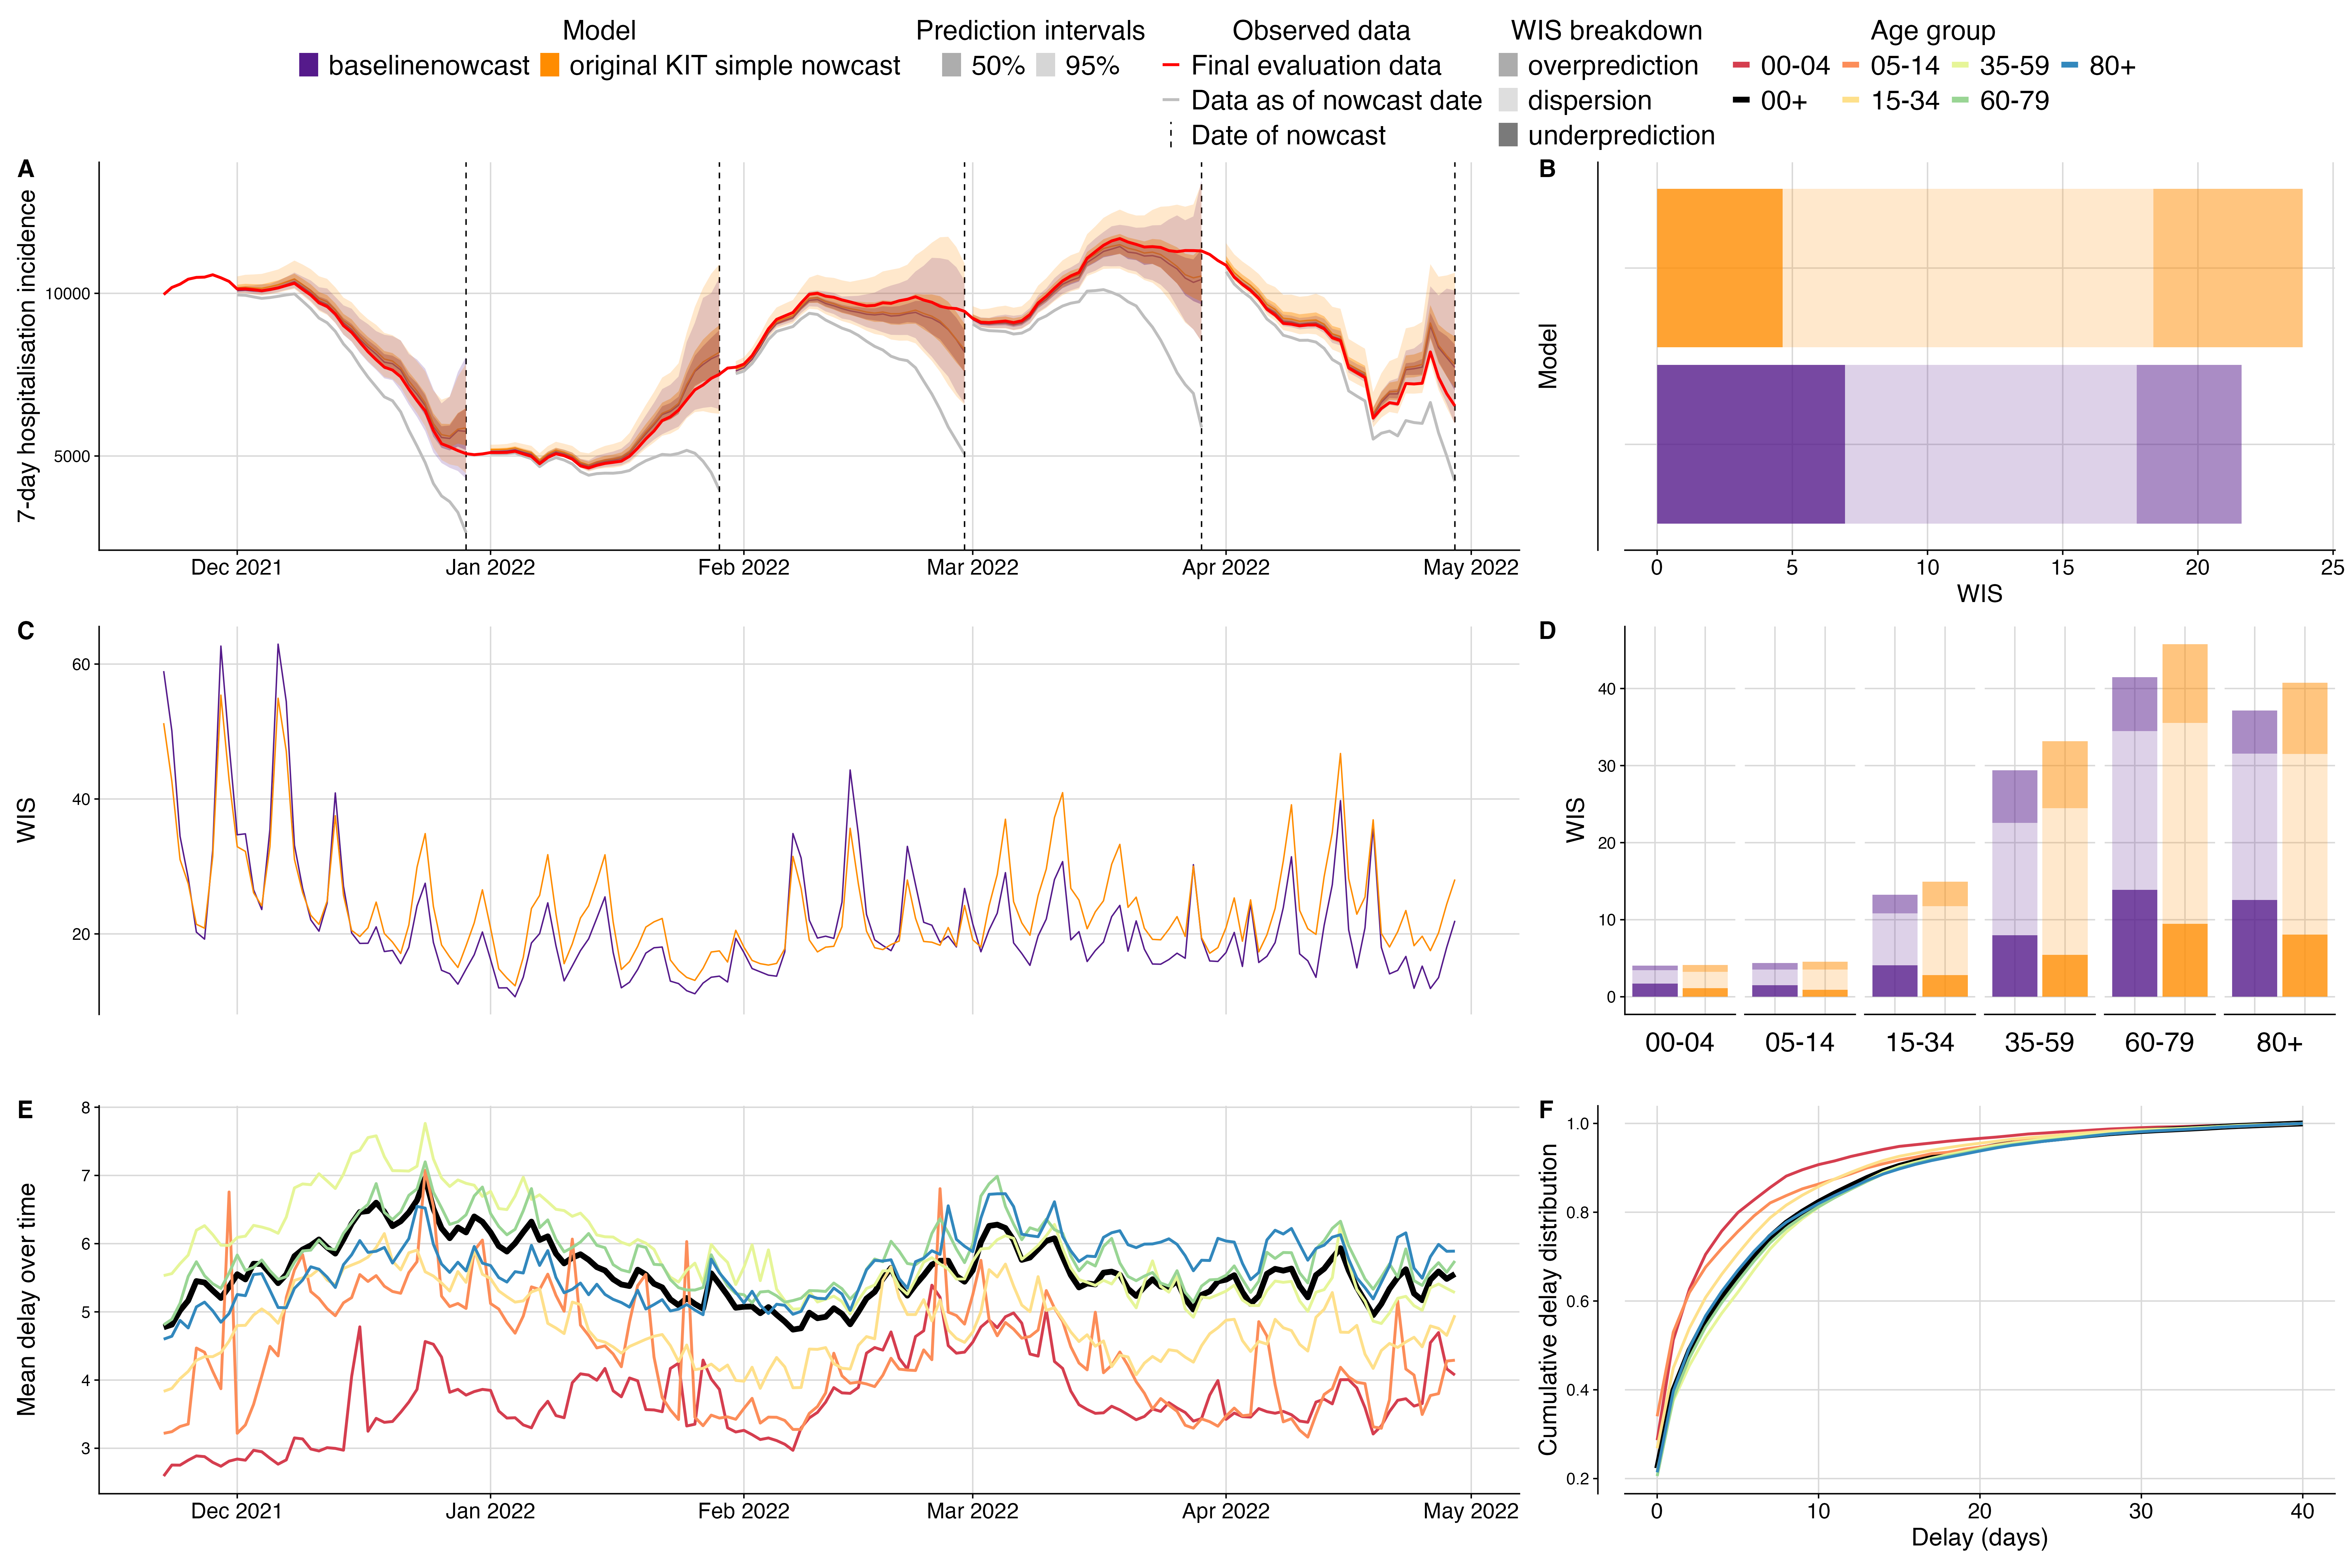 Model
baselinenowcast
original KIT simple nowcast
Prediction intervals
50%
95%
Observed data
Final evaluation data
Data as of nowcast date
Date of nowcast
WIS breakdown
overprediction
dispersion
underprediction
Age group
00-04
05-14
35-59
80+
00+
15-34
60-79
A
7-day hospitalisation incidence
10000
5000
Dec 2021
Jan 2022
Feb 2022
Mar 2022
Apr 2022
May 2022
B
Model
0
5
10
15
20
25
WIS
C
WIS
60
40
20
D
WIS
40
30
20
10
0
00-04
05-14
15-34
35-59
60-79
80+
E
Mean delay over time
8
7
6
5
4
3
Dec 2021
Jan 2022
Feb 2022
Mar 2022
Apr 2022
May 2022
F
Cumulative delay distribution
1.0
0.8
0.6
0.4
0.2
0
10
20
30
40
Delay (days)